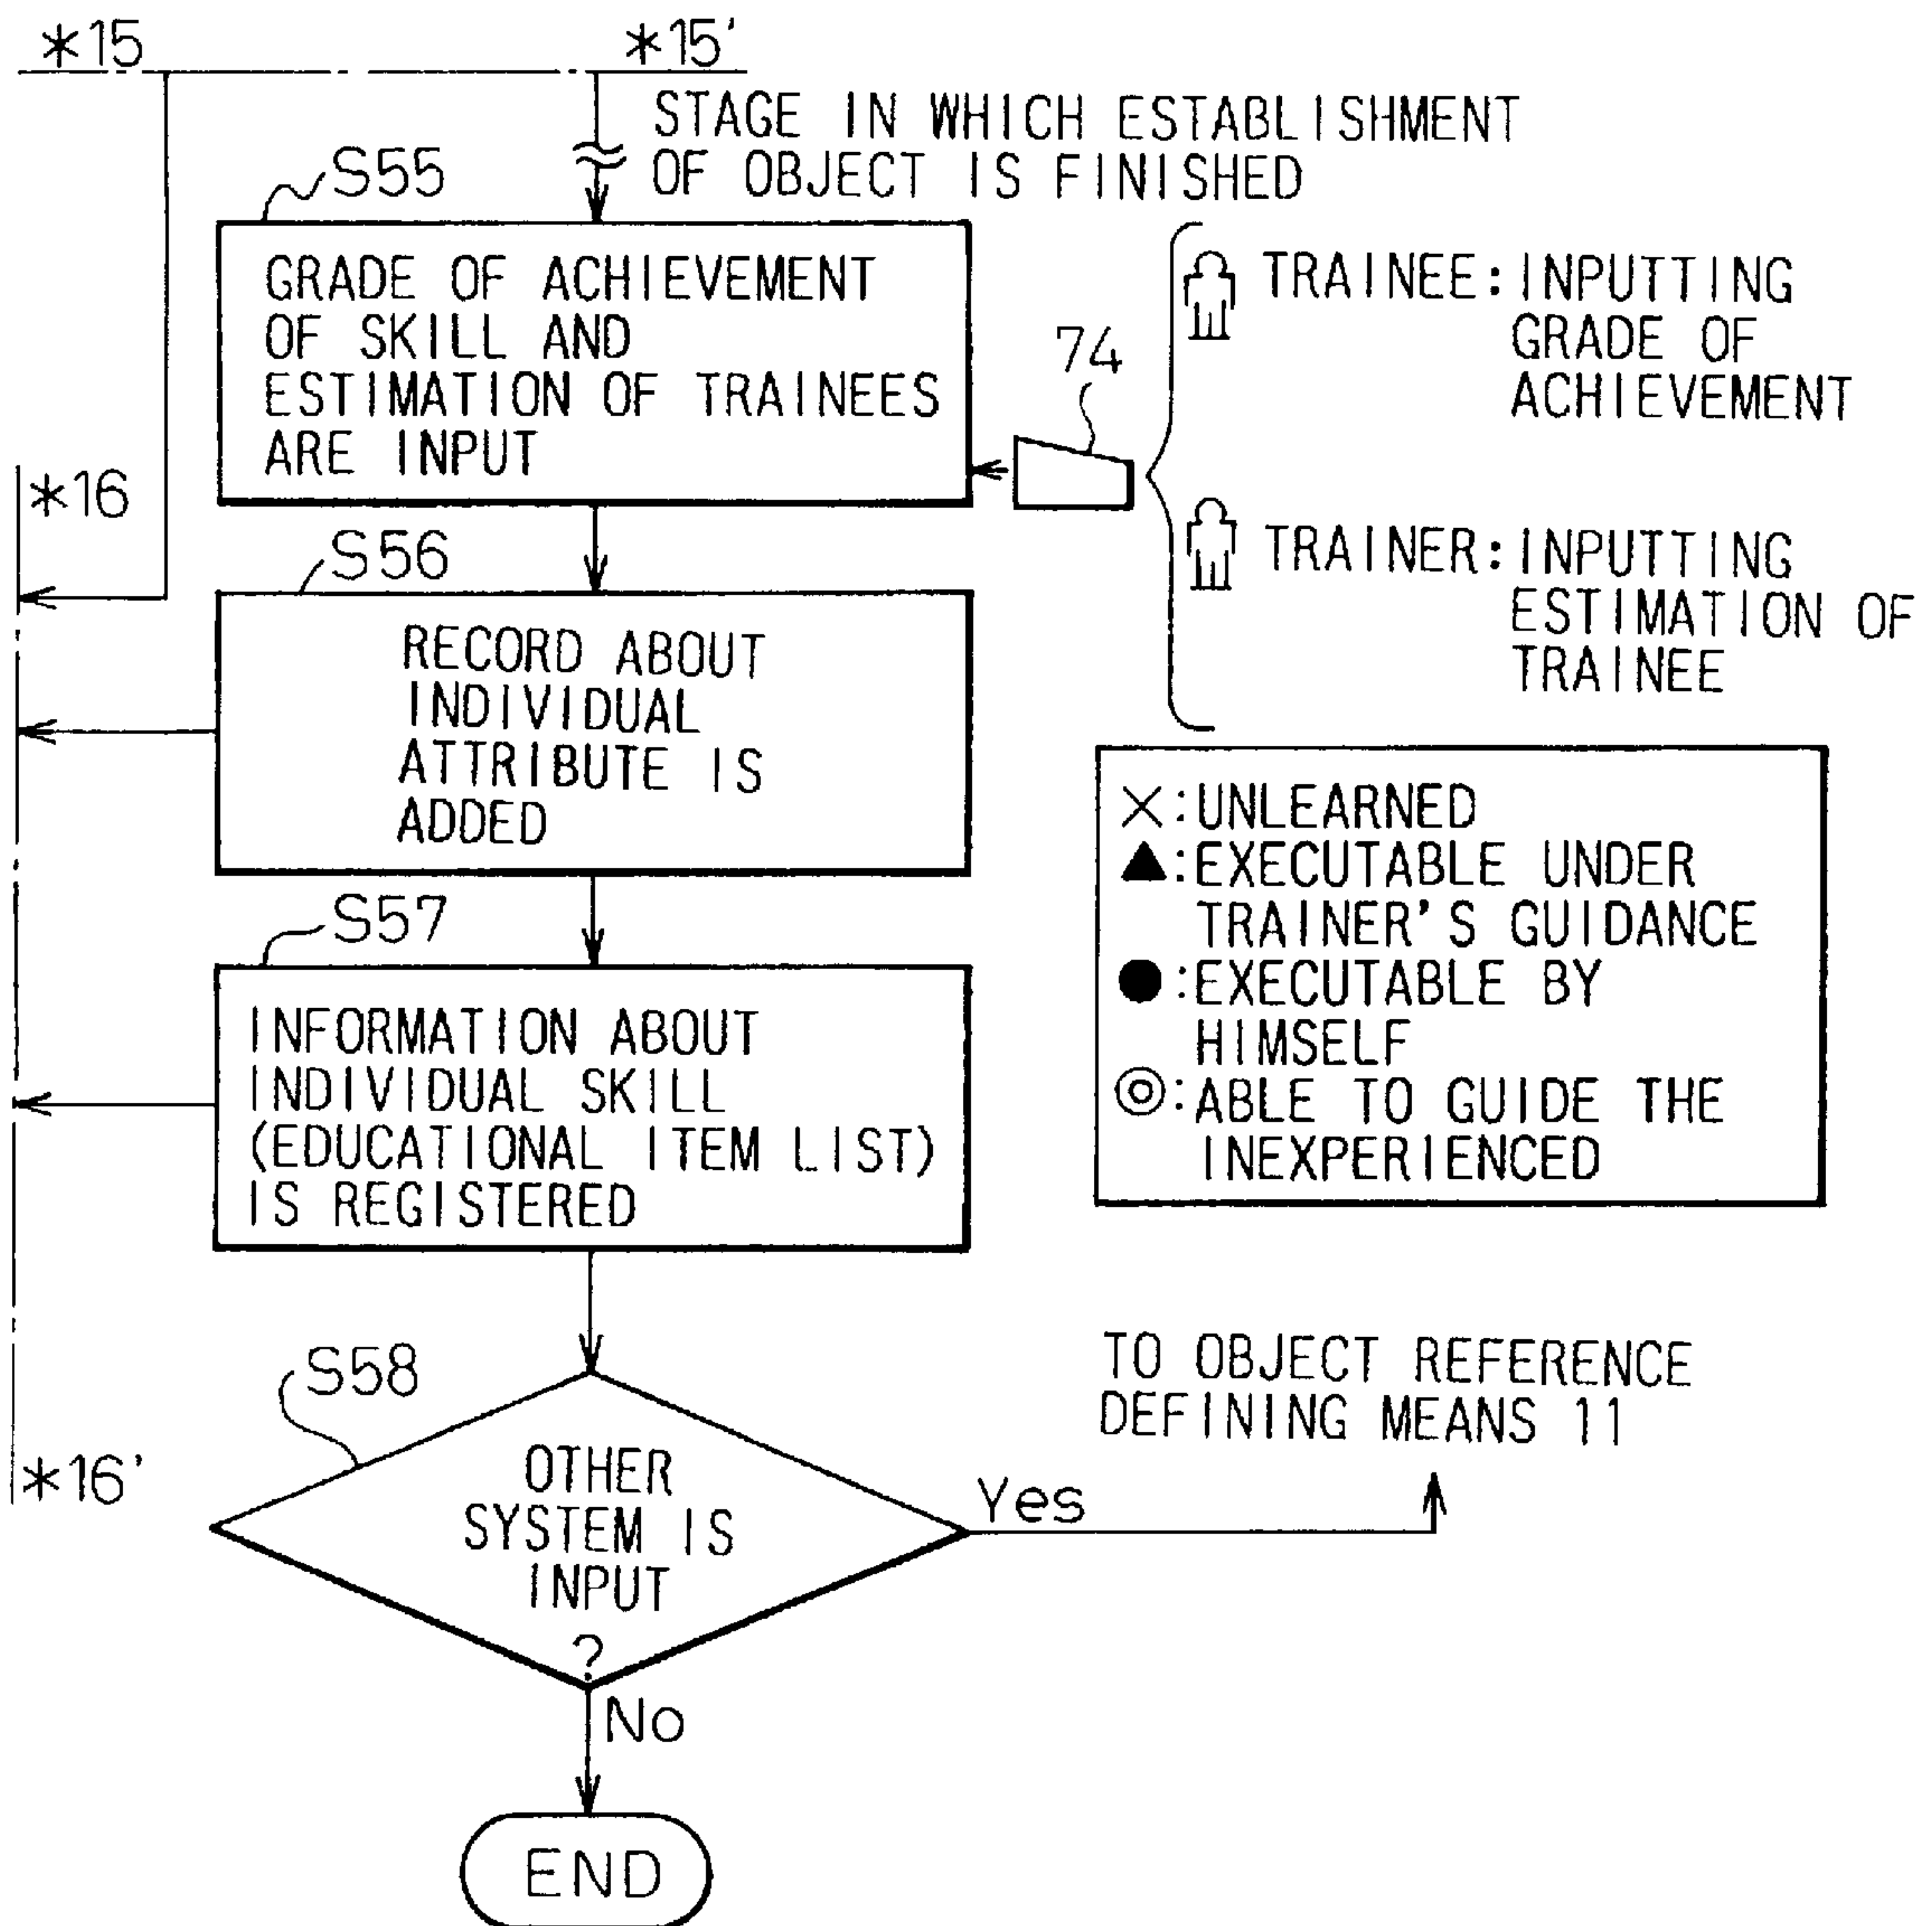 *15
*15'
STAGE IN WHICH ESTABLISHMENT
OF OBJECT IS FINISHED
S55
GRADE OF ACHIEVEMENT
OF SKILL AND
ESTIMATION OF TRAINEES
ARE INPUT
74
TRAINEE:INPUTTING
GRADE OF
ACHIEVEMENT
TRAINER:INPUTTING
ESTIMATION OF
TRAINEE
*16
S56
RECORD ABOUT
INDIVIDUAL
ATTRIBUTE IS
ADDED
×:UNLEARNED
▲:EXECUTABLE UNDER
TRAINER'S GUIDANCE
●:EXECUTABLE BY
HIMSELF
◎:ABLE TO GUIDE THE
INEXPERIENCED
S57
INFORMATION ABOUT
INDIVIDUAL SKILL
(EDUCATIONAL ITEM LIST)
IS REGISTERED
S58
OTHER
SYSTEM IS
INPUT
?
*16'
Yes
TO OBJECT REFERENCE
DEFINING MEANS 11
No
END